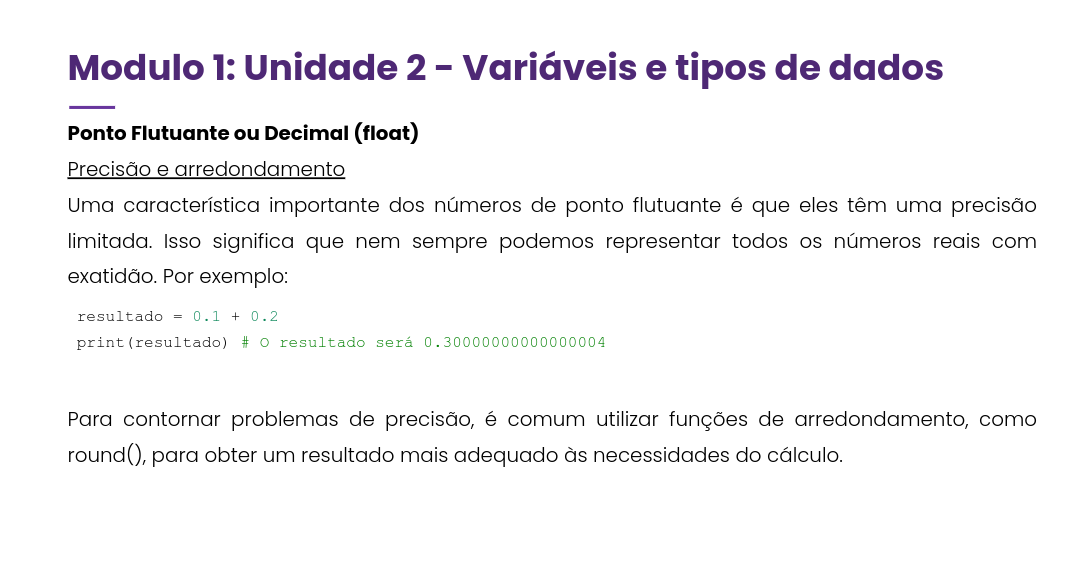 Modulo 1: Unidade 2 - Variáveis e tipos de dados
Ponto Flutuante ou Decimal (float)
Precisão e arredondamento
Uma característica importante dos números de ponto flutuante é que eles têm uma precisão
limitada. Isso significa que nem sempre podemos representar todos os números reais com
exatidão. Por exemplo:
resultado = 0.1 + 0.2
print(resultado) # O resultado será 0.30000000000000004
Para contornar problemas de precisão, é comum utilizar funções de arredondamento, como
round(), para obter um resultado mais adequado às necessidades do cálculo.